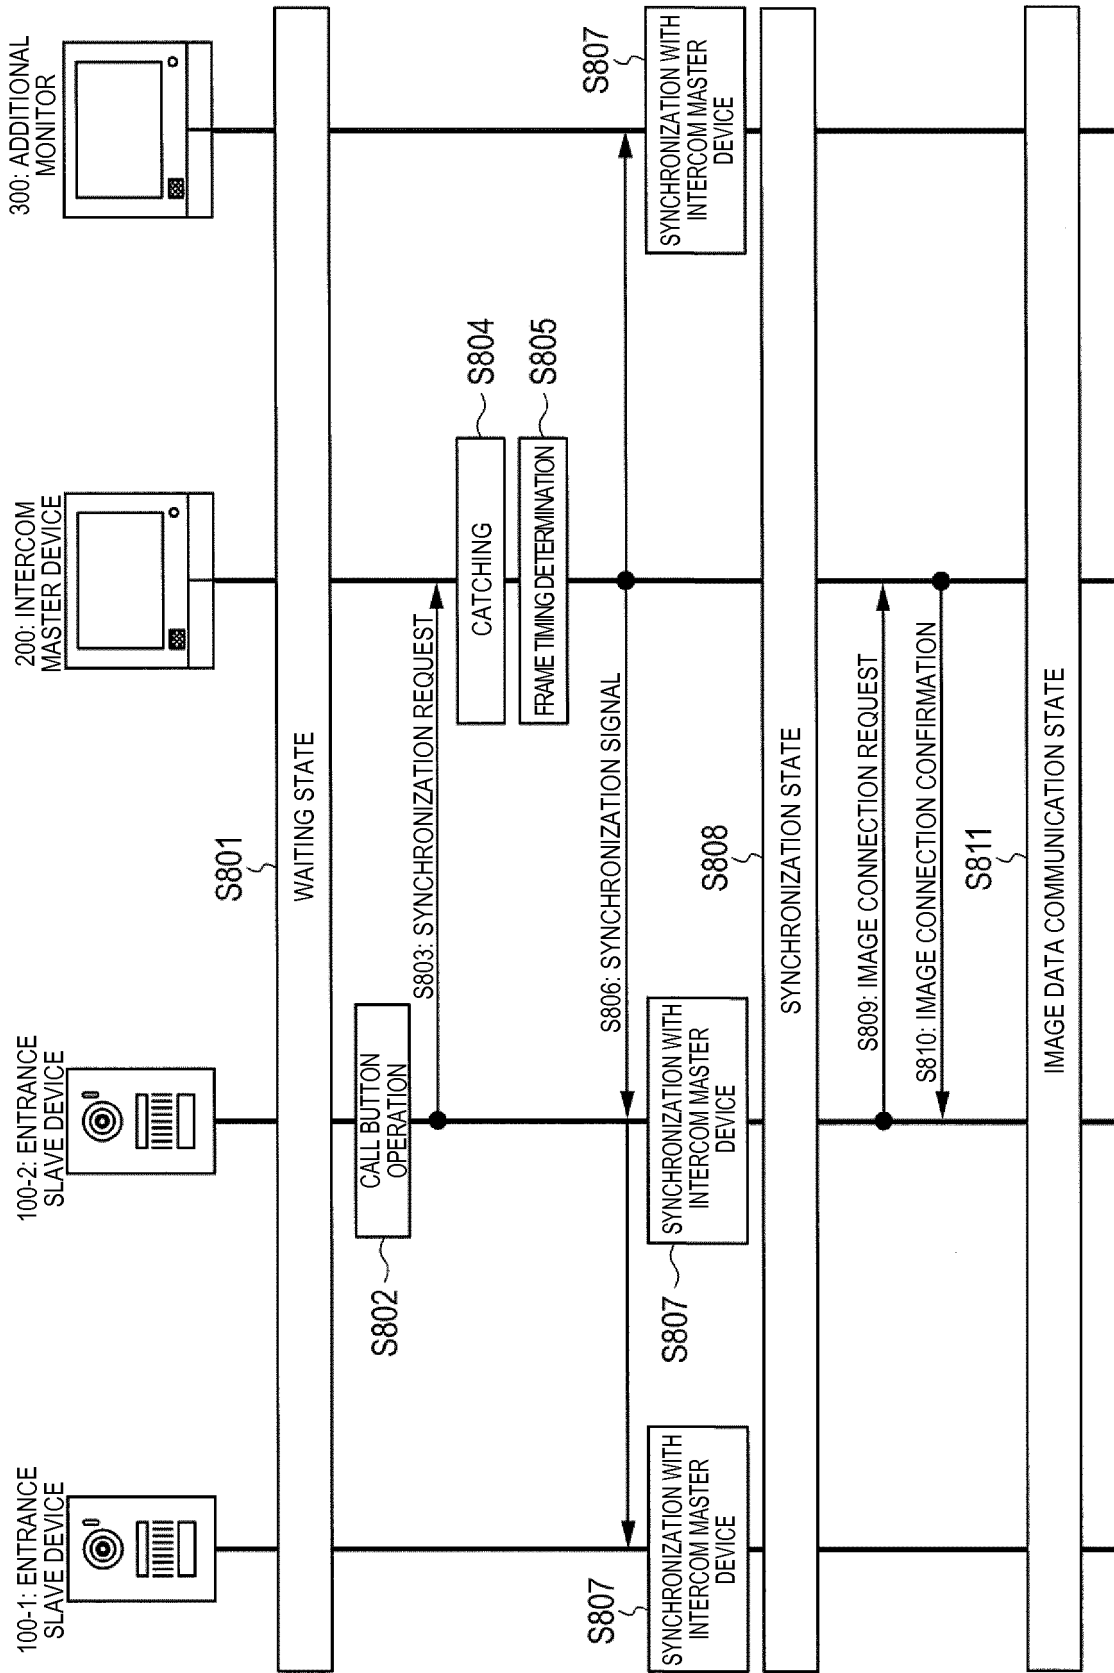 100-1: ENTRANCE
SLAVE DEVICE
100-2: ENTRANCE
SLAVE DEVICE
200: INTERCOM
MASTER DEVICE
300: ADDITIONAL
MONITOR
S801
WAITING STATE
S802
CALL BUTTON
OPERATION
S803: SYNCHRONIZATION REQUEST
CATCHING
S804
FRAME TIMING DETERMINATION
S805
S806: SYNCHRONIZATION SIGNAL
S807
SYNCHRONIZATION WITH
INTERCOM MASTER
DEVICE
S807
SYNCHRONIZATION WITH
INTERCOM MASTER
DEVICE
S807
SYNCHRONIZATION WITH
INTERCOM MASTER
DEVICE
S808
SYNCHRONIZATION STATE
S809: IMAGE CONNECTION REQUEST
S810: IMAGE CONNECTION CONFIRMATION
S811
IMAGE DATA COMMUNICATION STATE